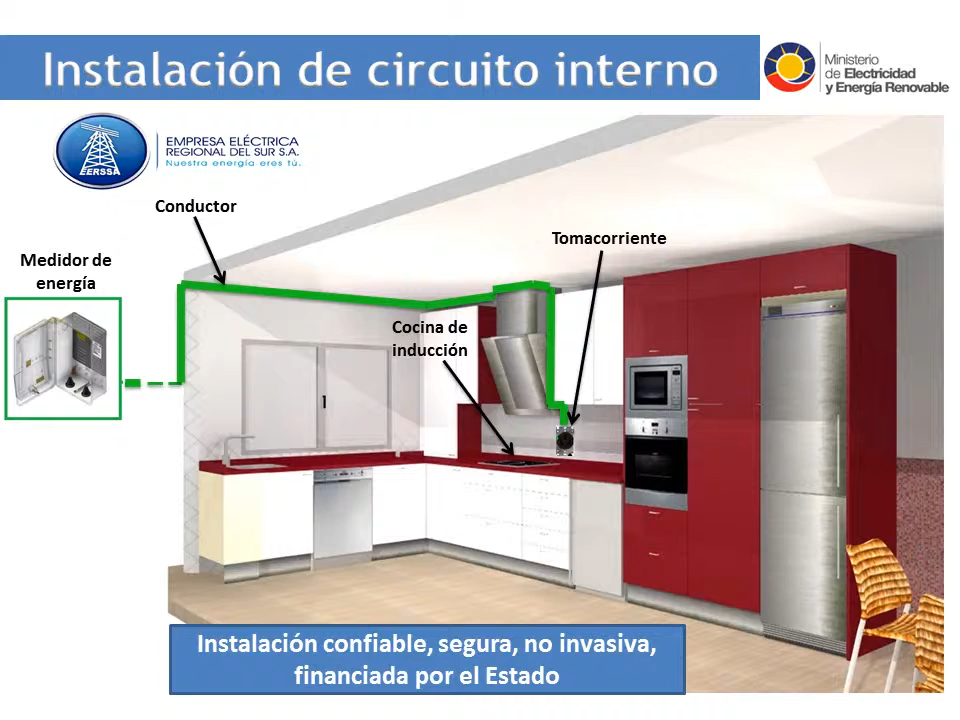 Instalación de circuito interno
Ministerio
de Electricidad
y Energía Renovable
EERSSA
EMPRESA ELÉCTRICA
REGIONAL DEL SUR S.A.
Nuestra energía eres tú.
Conductor
Tomacorriente
Medidor de
energía
Cocina de
inducción
Instalación confiable, segura, no invasiva,
financiada por el Estado